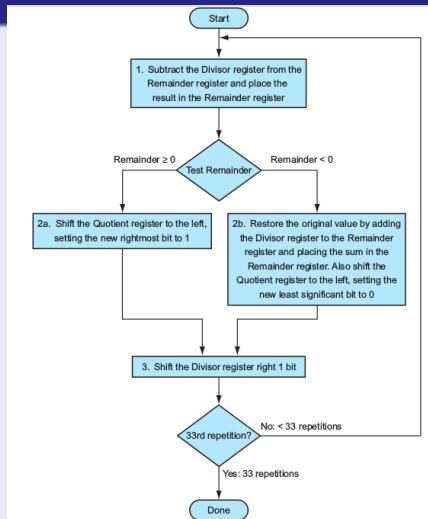 Start
1. Subtract the Divisor register from the
Remainder register and place the
result in the Remainder register
Remainder ≥ 0
Remainder < 0
Test Remainder
2a. Shift the Quotient register to the left,
setting the new rightmost bit to 1
2b. Restore the original value by adding
the Divisor register to the Remainder
register and placing the sum in the
Remainder register. Also shift the
Quotient register to the left, setting the
new least significant bit to 0
3. Shift the Divisor register right 1 bit
33rd repetition?
No: < 33 repetitions
Yes: 33 repetitions
Done